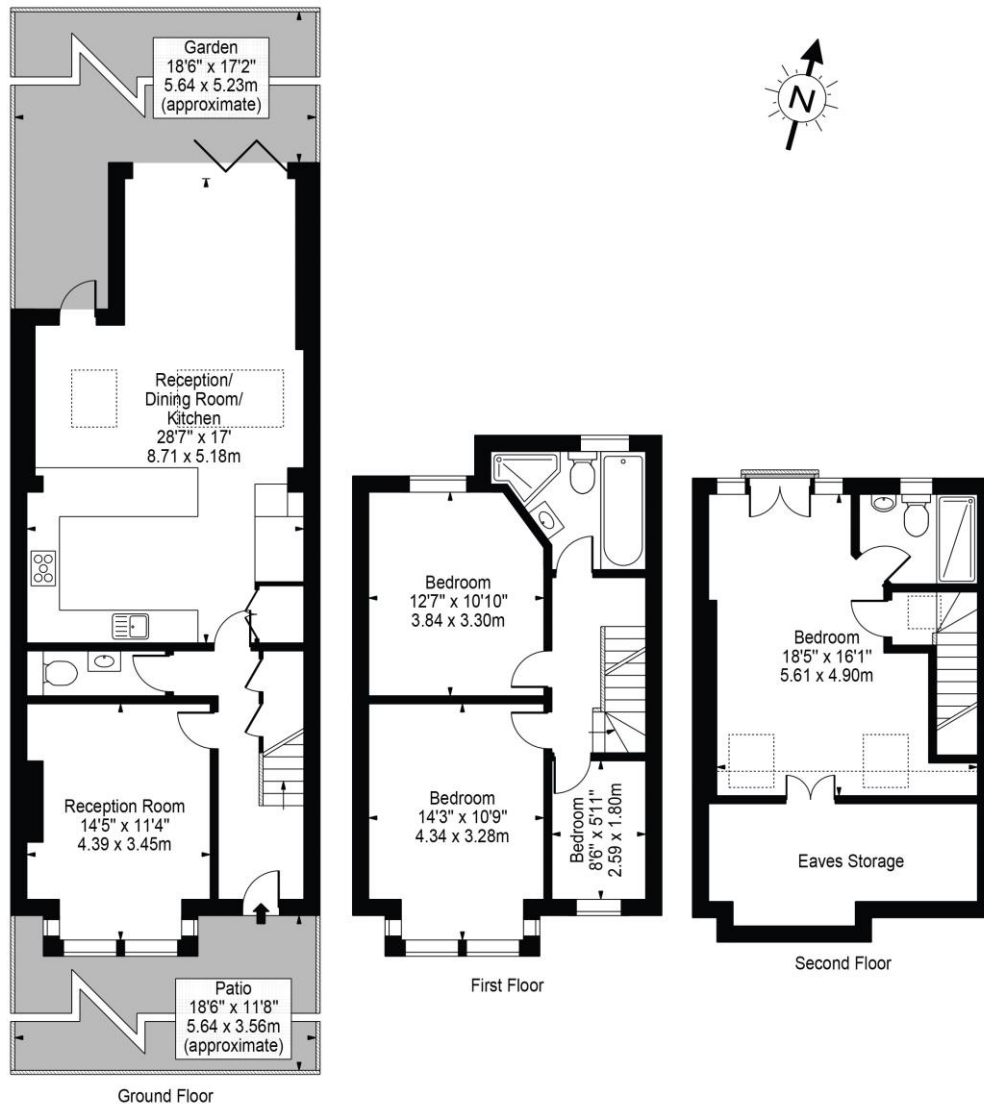 Garden
18'6" x 17'2"
5.64 x 5.23m
(approximate)
N
Reception/
Dining Room/
Kitchen
28'7" x 17'
8.71 x 5.18m
Reception Room
14'5" x 11'4"
4.39 x 3.45m
Patio
18'6" x 11'8"
5.64 x 3.56m
(approximate)
Ground Floor
Bedroom
12'7" x 10'10"
3.84 x 3.30m
Bedroom
14'3" x 10'9"
4.34 x 3.28m
Bedroom
8'6" x 5'11"
2.59 x 1.80m
First Floor
Bedroom
18'5" x 16'1"
5.61 x 4.90m
Eaves Storage
Second Floor